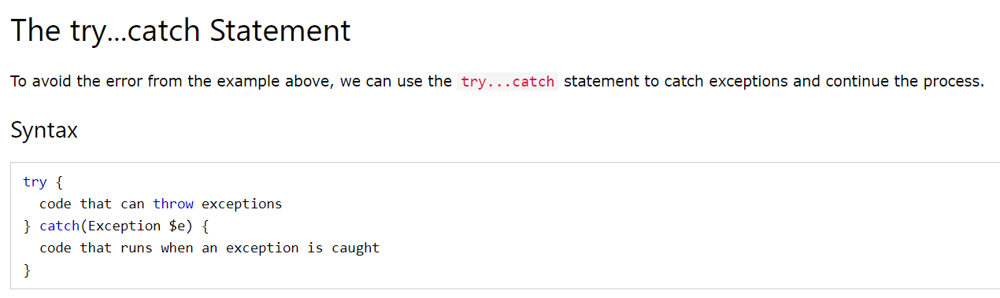 The try...catch Statement
To avoid the error from the example above, we can use the try...catch statement to catch exceptions and continue the process.
Syntax
try {
  code that can throw exceptions
} catch(Exception $e) {
  code that runs when an exception is caught
}